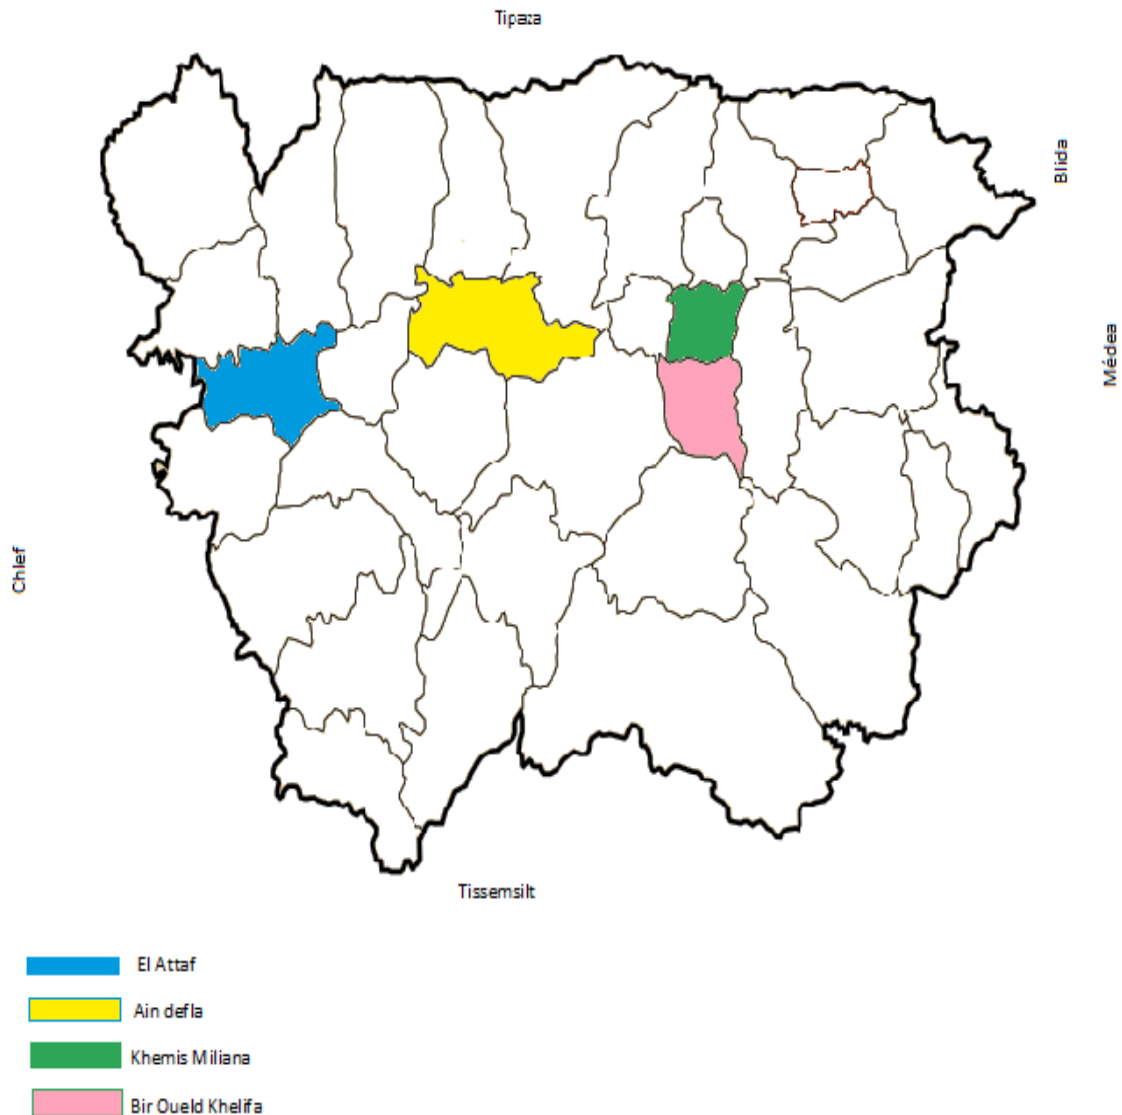 Tipaza
Blida
Médea
Chlef
Tissemsilt
El Attaf
Ain defla
Khemis Miliana
Bir Oueld Khelifa